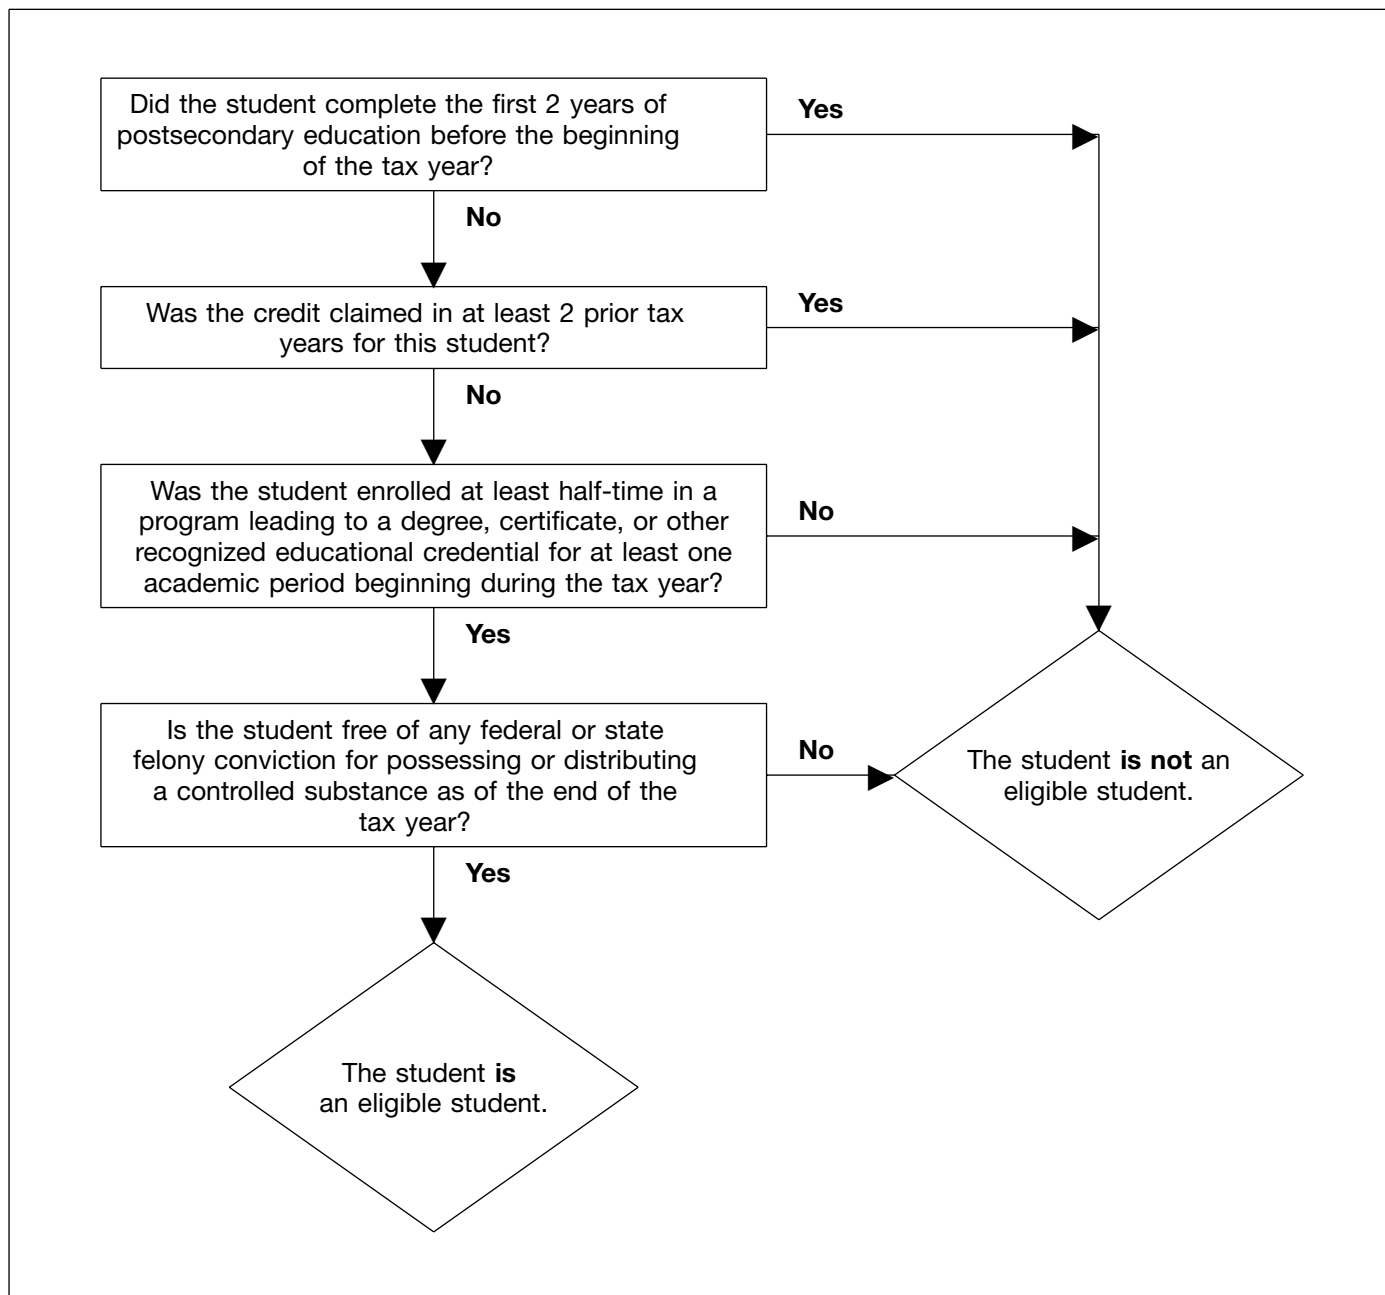 Did the student complete the first 2 years of
postsecondary education before the beginning
of the tax year?
Yes
No
Was the credit claimed in at least 2 prior tax
years for this student?
Yes
No
Was the student enrolled at least half-time in a
program leading to a degree, certificate, or other
recognized educational credential for at least one
academic period beginning during the tax year?
No
Yes
Is the student free of any federal or state
felony conviction for possessing or distributing
a controlled substance as of the end of the
tax year?
No
The student is not an
eligible student.
Yes
The student is
an eligible student.